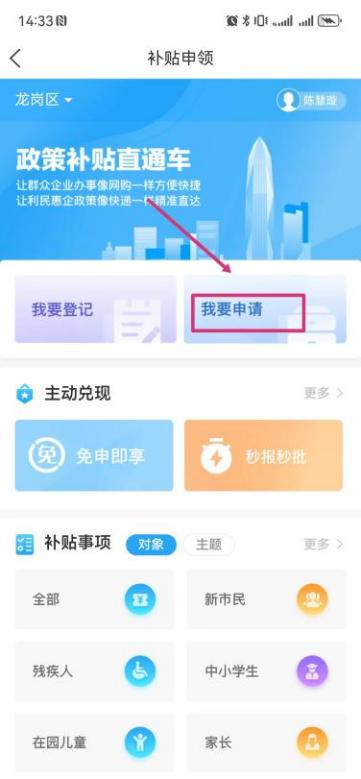 14:33
补贴申领
龙岗区
陈慧璇
政策补贴直通车
让群众企业办事像网购一样方便快捷
让利民惠企政策像快递一样精准直达
我要登记
我要申请
主动兑现
更多
免
免申即享
秒报秒批
补贴事项
对象
主题
更多
全部
新市民
残疾人
中小学生
在园儿童
家长